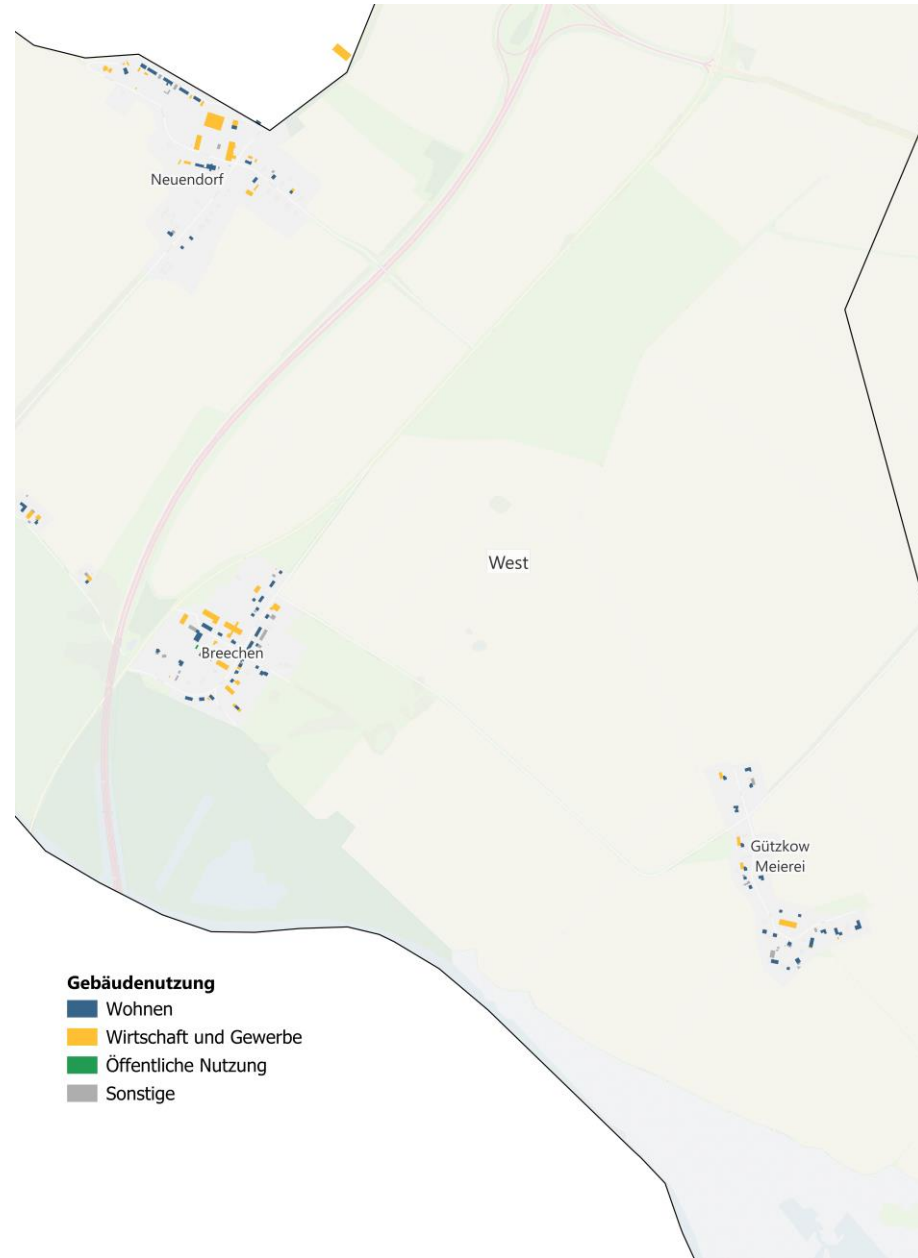 Neuendorf
West
Breechen
Gützkow
Meierei
Gebäudenutzung
Wohnen
Wirtschaft und Gewerbe
Öffentliche Nutzung
Sonstige